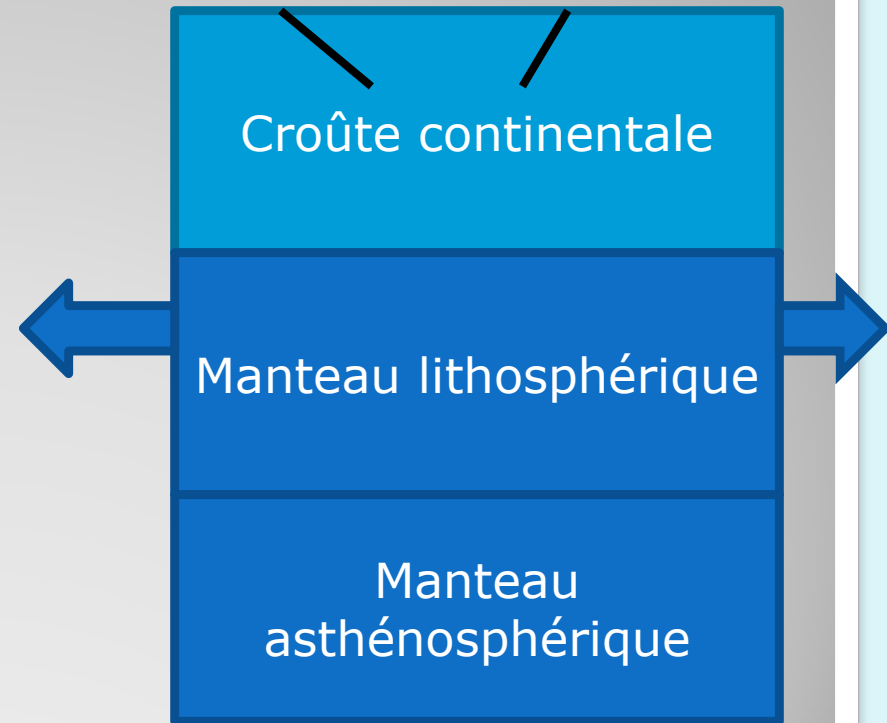 Croûte continentale
Manteau lithosphérique
Manteau
asthénosphérique